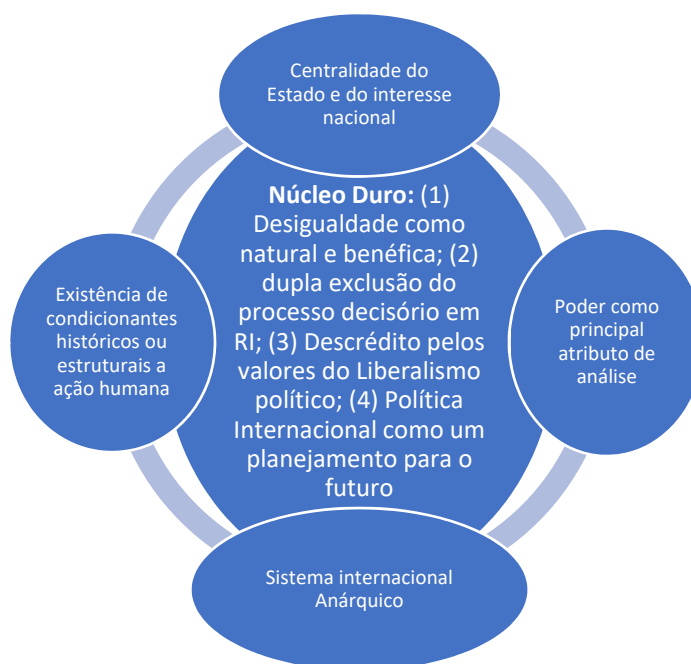 Centralidade do
Estado e do interesse
nacional
Núcleo Duro: (1)
Desigualdade como
natural e benéfica; (2)
dupla exclusão do
processo decisório em
RI; (3) Descrédito pelos
valores do Liberalismo
político; (4) Política
Internacional como um
planejamento para o
futuro
Existência de
condicionantes
históricos ou
estruturais a
ação humana
Poder como
principal
atributo de
análise
Sistema internacional
Anárquico